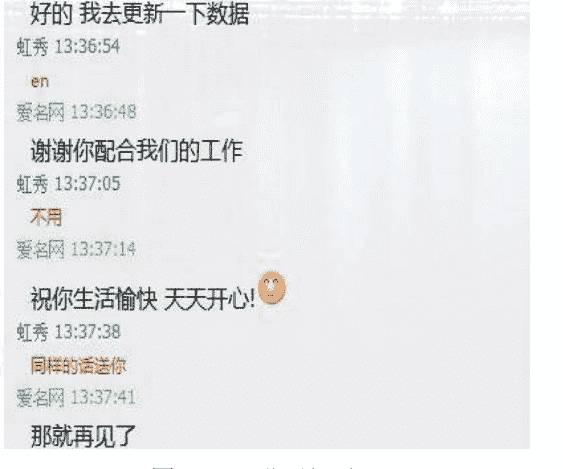 好的 我去更新一下数据
虹秀 13:36:54
en
爱名网 13:36:48
谢谢你配合我们的工作
虹秀 13:37:05
不用
爱名网 13:37:14
祝你生活愉快 天天开心!
虹秀 13:37:38
同样的话送你
爱名网 13:37:41
那就再见了